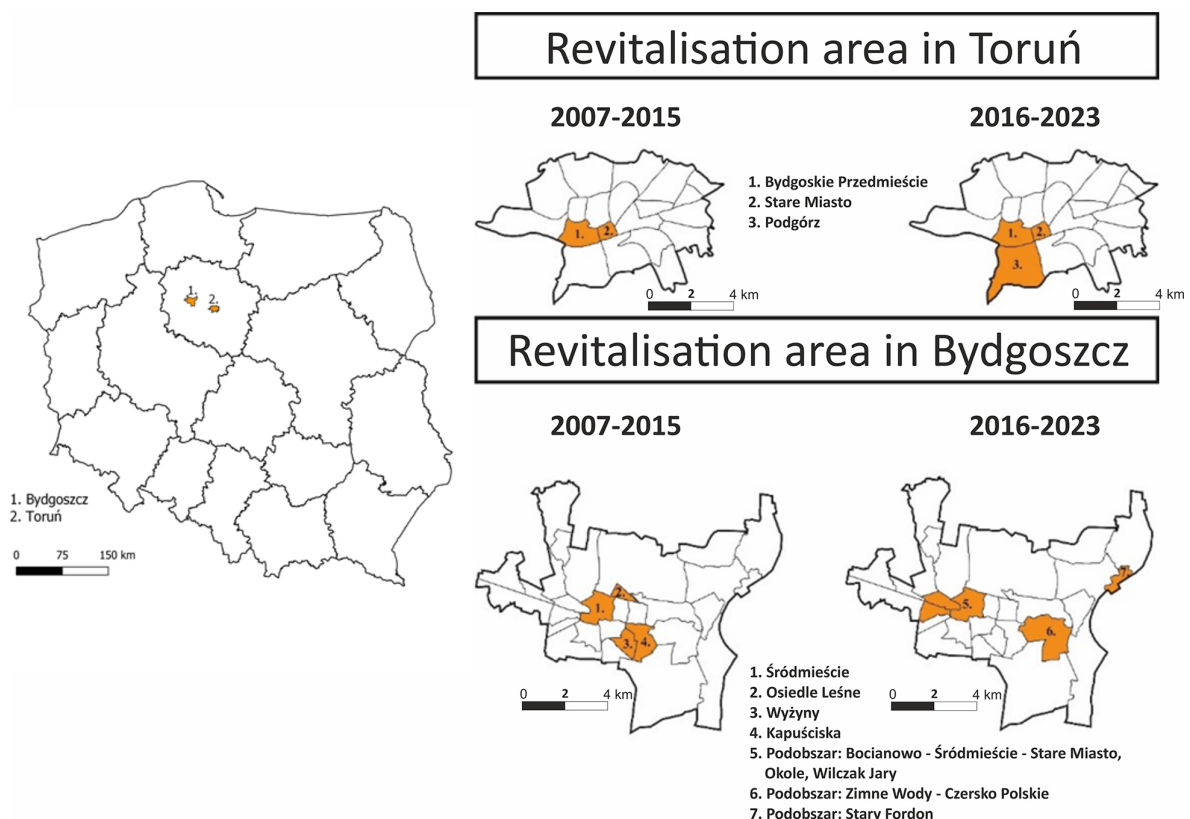 Revitalisation area in Toruń
2007-2015
2016-2023
1. Bydgoskie Przedmieście
2. Stare Miasto
3. Podgórz
1.
2.
1.
2.
3.
0 2 4 km
0 2 4 km
1.
2.
1. Bydgoszcz
2. Toruń
0 75 150 km
Revitalisation area in Bydgoszcz
2007-2015
2016-2023
1.
2.
3.
4.
5.
6.
7.
0 2 4 km
0 2 4 km
1. Śródmieście
2. Osiedle Leśne
3. Wyżyny
4. Kapuściska
5. Podobszar: Bocianowo - Śródmieście - Stare Miasto,
Okole, Wilczak Jary
6. Podobszar: Zimne Wody - Czersko Polskie
7. Podobszar: Stary Fordon